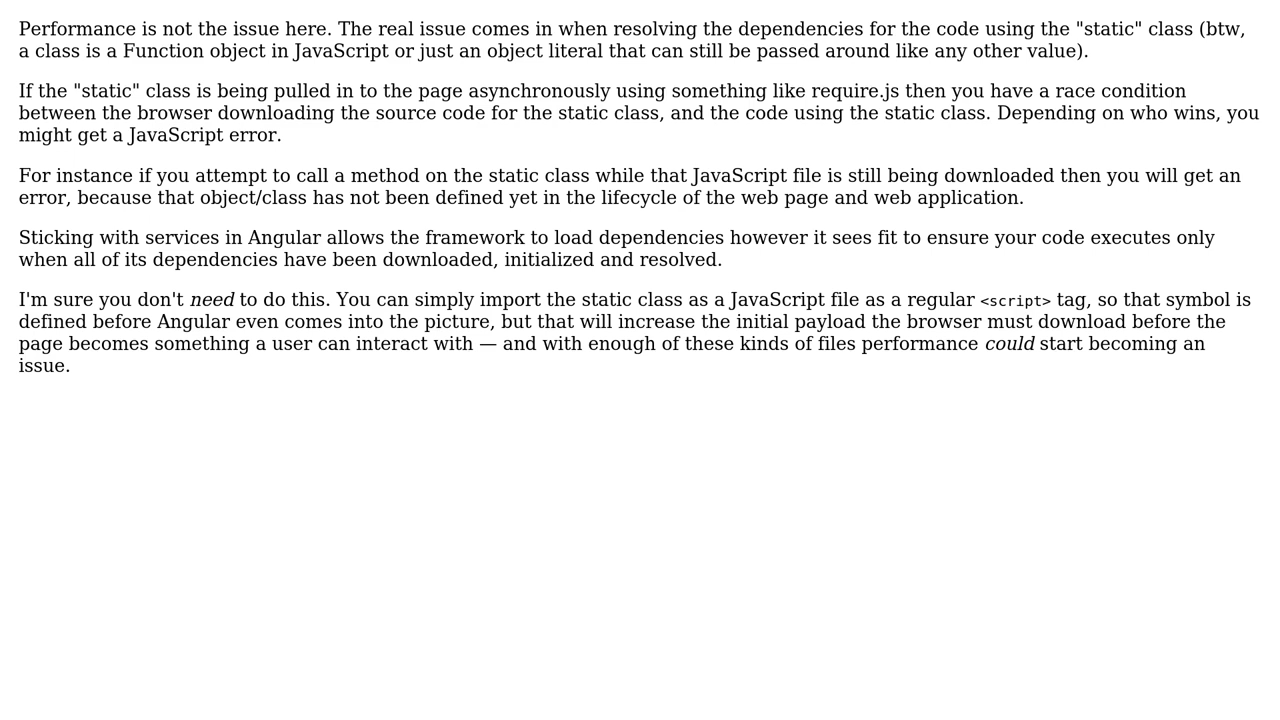 Performance is not the issue here. The real issue comes in when resolving the dependencies for the code using the "static" class (btw,
a class is a Function object in JavaScript or just an object literal that can still be passed around like any other value).
If the "static" class is being pulled in to the page asynchronously using something like require.js then you have a race condition
between the browser downloading the source code for the static class, and the code using the static class. Depending on who wins, you
might get a JavaScript error.
For instance if you attempt to call a method on the static class while that JavaScript file is still being downloaded then you will get an
error, because that object/class has not been defined yet in the lifecycle of the web page and web application.
Sticking with services in Angular allows the framework to load dependencies however it sees fit to ensure your code executes only
when all of its dependencies have been downloaded, initialized and resolved.
I'm sure you don't need to do this. You can simply import the static class as a JavaScript file as a regular <script> tag, so that symbol is
defined before Angular even comes into the picture, but that will increase the initial payload the browser must download before the
page becomes something a user can interact with — and with enough of these kinds of files performance could start becoming an
issue.